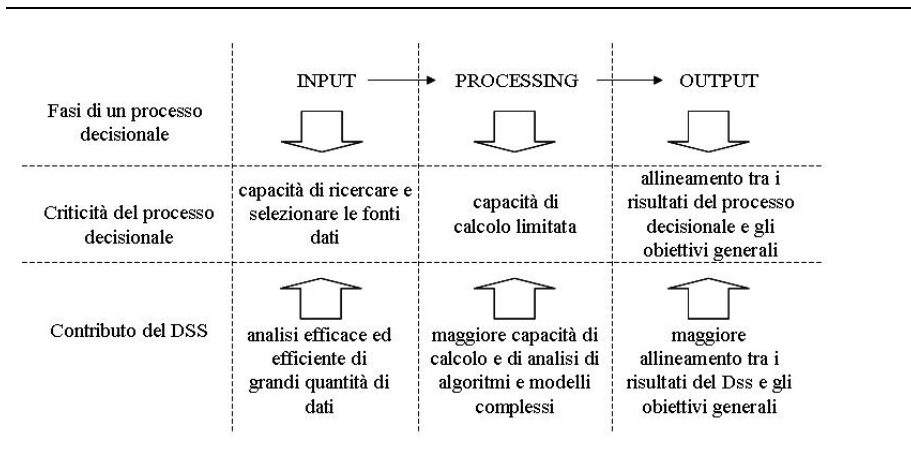 INPUT
PROCESSING
OUTPUT
Fasi di un processo
decisionale
Criticità del processo
decisionale
capacità di ricercare e
selezionare le fonti
dati
capacità di
calcolo limitata
allineamento tra i
risultati del processo
decisionale e gli
obiettivi generali
Contributo del DSS
analisi efficace ed
efficiente di
grandi quantità di
dati
maggiore capacità di
calcolo e di analisi di
algoritmi e modelli
complessi
maggiore
allineamento tra i
risultati del Dss e gli
obiettivi generali